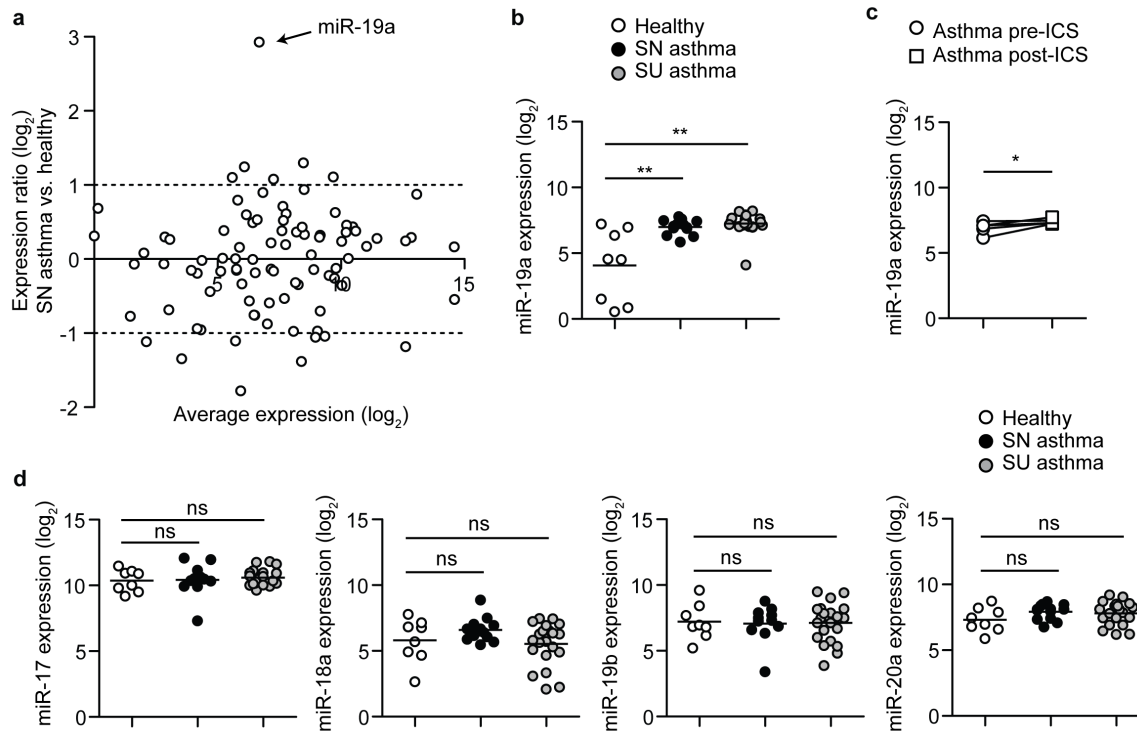 a
miR-19a
3
2
1
0
-1
-2
5
10
15
Expression ratio (log2)
SN asthma vs. healthy
Average expression (log2)
b
Healthy
SN asthma
SU asthma
miR-19a expression (log2)
15
10
5
0
**
**
c
Asthma pre-ICS
Asthma post-ICS
miR-19a expression (log2)
15
10
5
0
*
Healthy
SN asthma
SU asthma
d
miR-17 expression (log2)
15
10
5
0
ns
ns
miR-18a expression (log2)
15
10
5
0
ns
ns
miR-19b expression (log2)
15
10
5
0
ns
ns
miR-20a expression (log2)
15
10
5
0
ns
ns